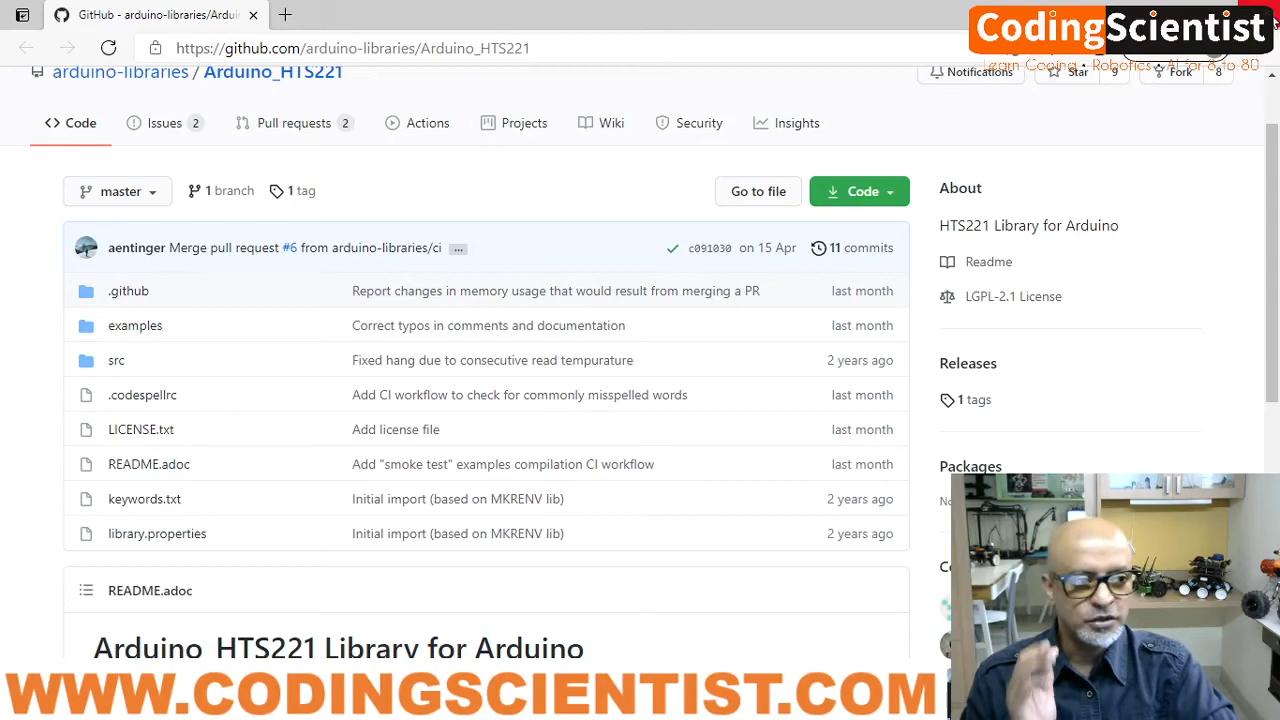 GitHub - arduino-libraries/Ardui
CodingScientist
Learn Coding • Robotics • AI for 8 to 80
https://github.com/arduino-libraries/Arduino_HTS221
arduino-libraries / Arduino_HTS221
Notifications
Star 9
Fork 8
Code
Issues 2
Pull requests 2
Actions
Projects
Wiki
Security
Insights
master
1 branch
1 tag
Go to file
Code
aentinger Merge pull request #6 from arduino-libraries/ci ... c091030 on 15 Apr 11 commits
.github Report changes in memory usage that would result from merging a PR last month
examples Correct typos in comments and documentation last month
src Fixed hang due to consecutive read tempurature 2 years ago
.codespellrc Add CI workflow to check for commonly misspelled words last month
LICENSE.txt Add license file last month
README.adoc Add "smoke test" examples compilation CI workflow last month
keywords.txt Initial import (based on MKRENV lib) 2 years ago
library.properties Initial import (based on MKRENV lib) 2 years ago
README.adoc
Arduino_HTS221 Library for Arduino
About
HTS221 Library for Arduino
Readme
LGPL-2.1 License
Releases
1 tags
Packages
WWW.CODINGSCIENTIST.COM